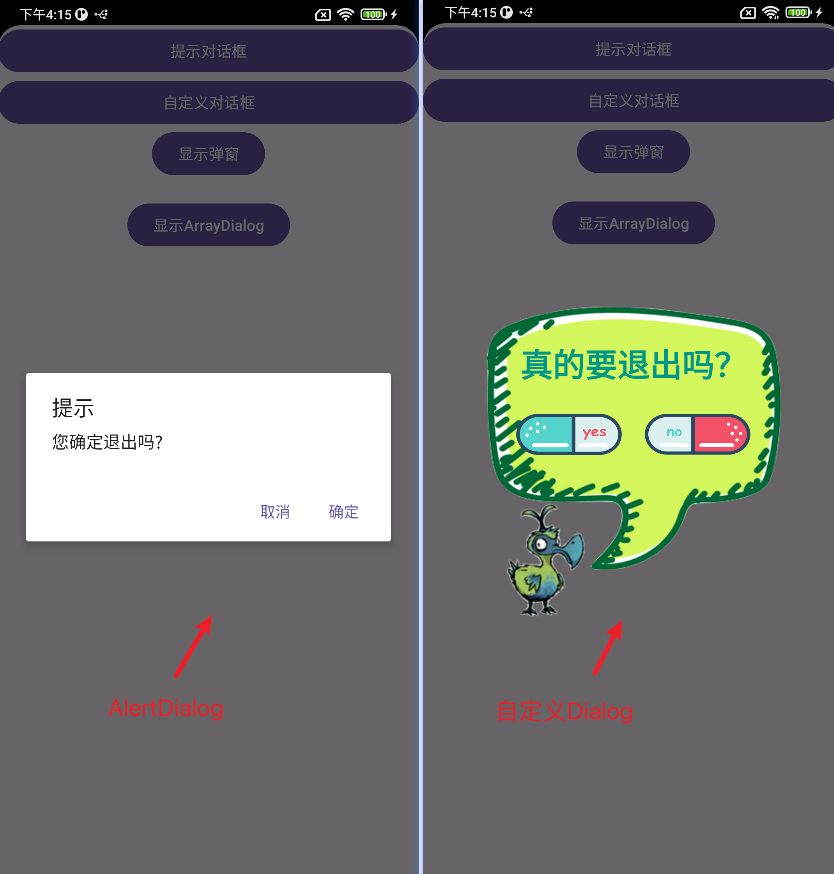 下午4:15
100
提示对话框
自定义对话框
显示弹窗
显示ArrayDialog
提示
您确定退出吗?
取消 确定
AlertDialog
下午4:15
100
提示对话框
自定义对话框
显示弹窗
显示ArrayDialog
真的要退出吗?
yes no
自定义Dialog